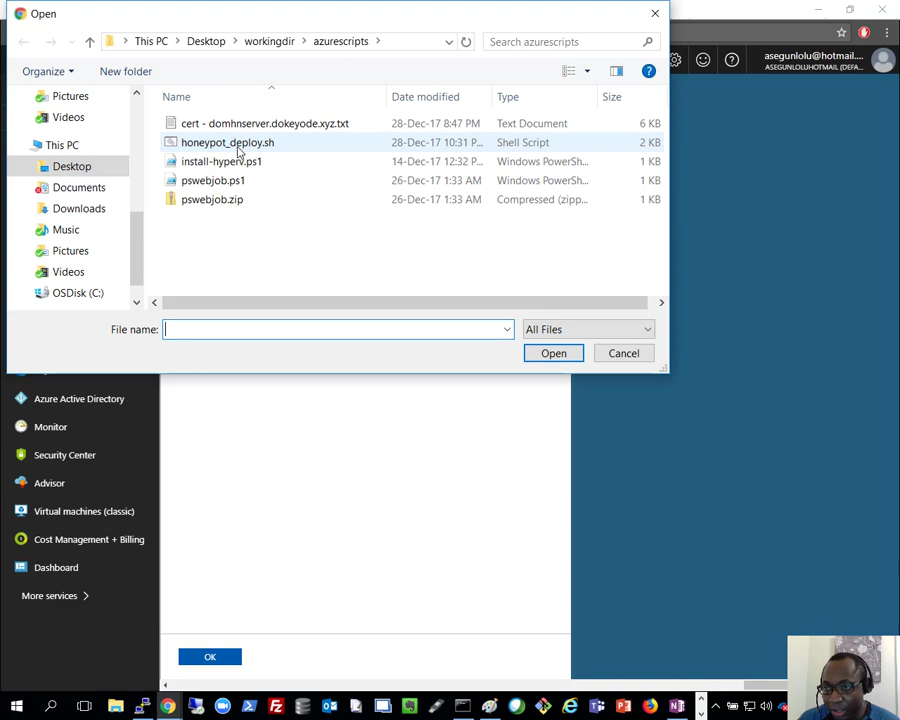 Open
This PC
Desktop
workingdir
azurescripts
Search azurescripts
Organize
New folder
asegunlolu@hotmail....
ASEGUNLOLUHOTMAIL (DEFA...
Name
Date modified
Type
Size
cert - domhnserver.dokeyode.xyz.txt
28-Dec-17 8:47 PM
Text Document
6 KB
honeypot_deploy.sh
28-Dec-17 10:31 P...
Shell Script
2 KB
install-hyperv.ps1
14-Dec-17 12:32 P...
Windows PowerSh...
1 KB
pswebjob.ps1
26-Dec-17 1:33 AM
Windows PowerSh...
1 KB
pswebjob.zip
26-Dec-17 1:33 AM
Compressed (zipp...
1 KB
Pictures
Videos
This PC
Desktop
Documents
Downloads
Music
Pictures
Videos
OSDisk (C:)
File name:
All Files
Open
Cancel
Azure Active Directory
Monitor
Security Center
Advisor
Virtual machines (classic)
Cost Management + Billing
Dashboard
More services
OK